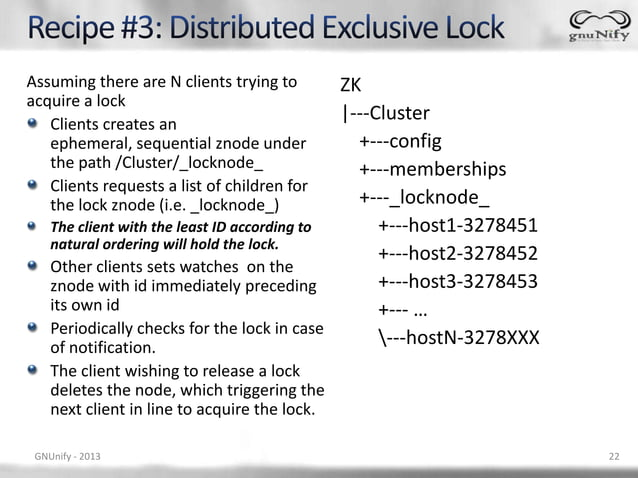 Recipe #3: Distributed Exclusive Lock
gnuNify
Assuming there are N clients trying to
acquire a lock
Clients creates an
ephemeral, sequential znode under
the path /Cluster/_locknode_
Clients requests a list of children for
the lock znode (i.e. _locknode_)
The client with the least ID according to
natural ordering will hold the lock.
Other clients sets watches on the
znode with id immediately preceding
its own id
Periodically checks for the lock in case
of notification.
The client wishing to release a lock
deletes the node, which triggering the
next client in line to acquire the lock.
ZK
|---Cluster
+---config
+---memberships
+---_locknode_
+---host1-3278451
+---host2-3278452
+---host3-3278453
+--- …
\---hostN-3278XXX
GNUnify - 2013
22